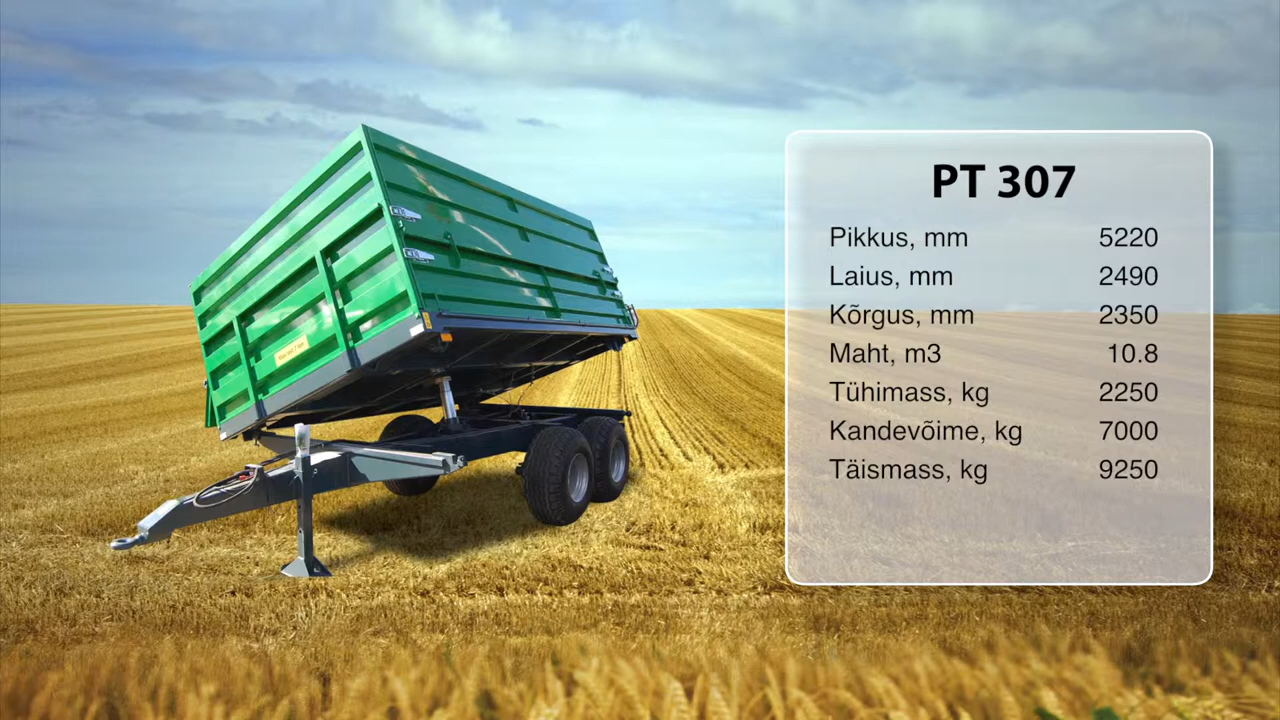 PT 307
Pikkus, mm 5220
Laius, mm 2490
Kõrgus, mm 2350
Maht, m3 10.8
Tühimass, kg 2250
Kandevõime, kg 7000
Täismass, kg 9250